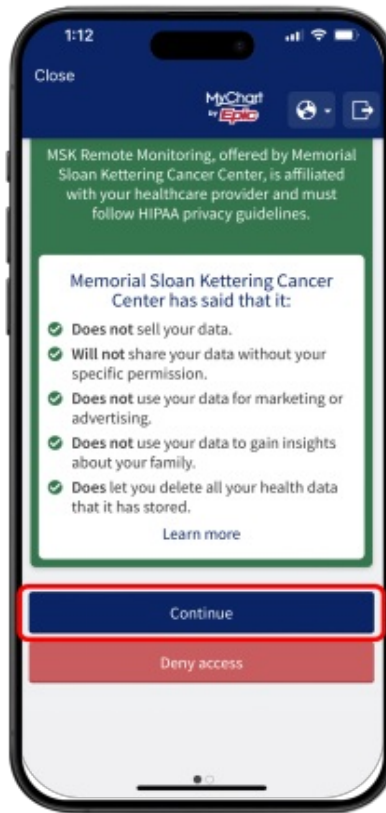 1:12
Close
MyChart
by Epic
MSK Remote Monitoring, offered by Memorial
Sloan Kettering Cancer Center, is affiliated
with your healthcare provider and must
follow HIPAA privacy guidelines.
Memorial Sloan Kettering Cancer
Center has said that it:
Does not sell your data.
Will not share your data without your
specific permission.
Does not use your data for marketing or
advertising.
Does not use your data to gain insights
about your family.
Does let you delete all your health data
that it has stored.
Learn more
Continue
Deny access